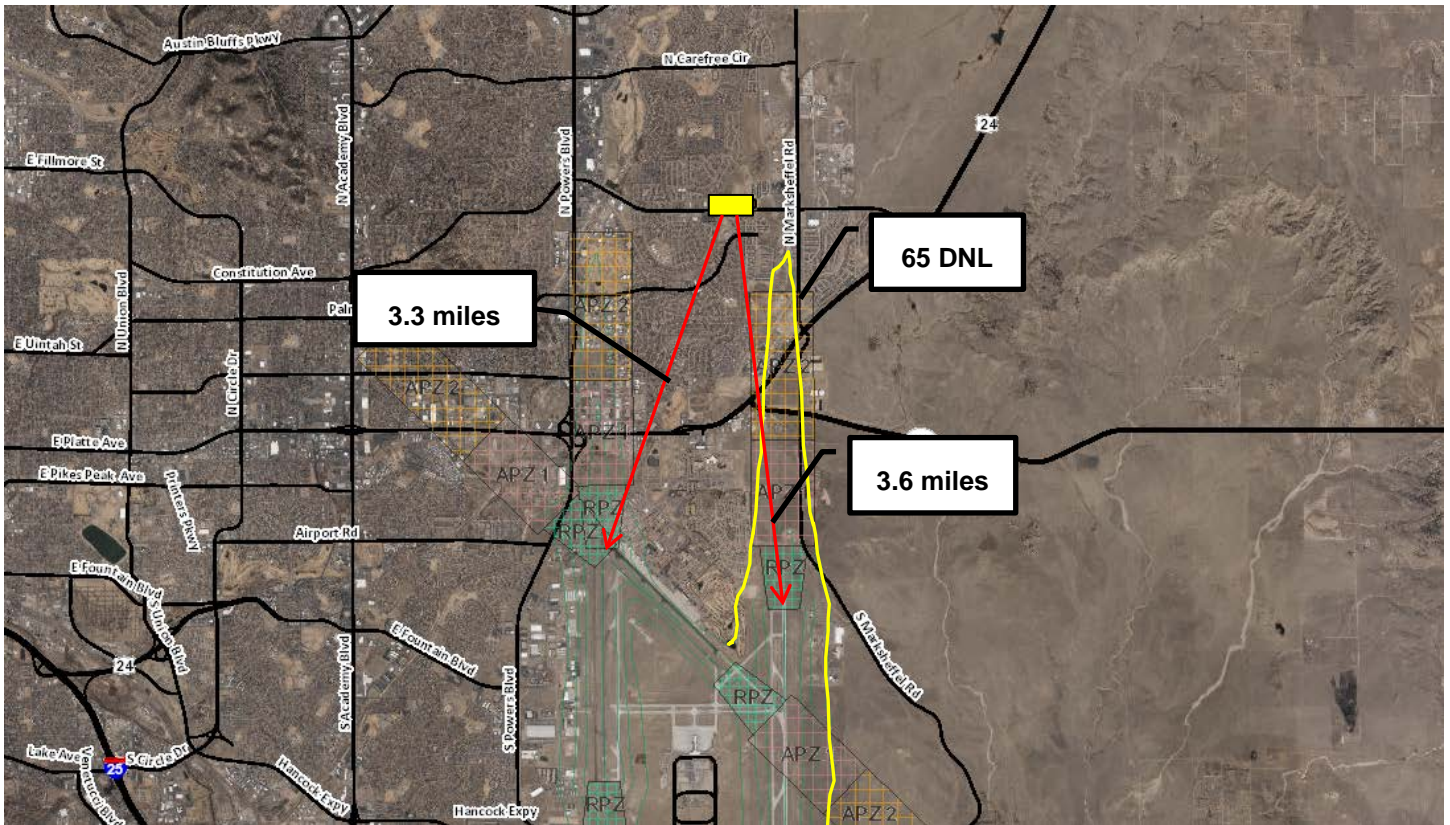 Austin Bluffs Pkwy
N Carefree Cir
24
E Fillmore St
N Academy Blvd
N Powers Blvd
N Marksheffel Rd
65 DNL
Constitution Ave
APZ 2
3.3 miles
N Union Blvd
E Uintah St
N Circle Dr
APZ 2
APZ 2
E Platte Ave
APZ 1
E Pikes Peak Ave
APZ 1
3.6 miles
Printers Pkwy
RPZ
RPZ
Airport Rd
RPZ
E Fountain Blvd
S Union Blvd
E Fountain Blvd
S Marksheffel Rd
24
S Academy Blvd
S Powers Blvd
RPZ
APZ
Lake Ave
S Circle Dr
25
Venetucci Blvd
Hancock Expy
Hancock Expy
RPZ
APZ 2